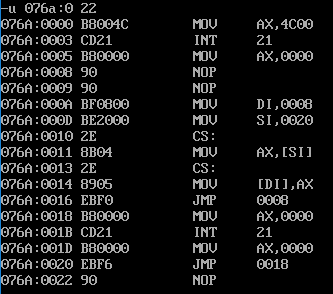 -u 076a:0 22
076A:0000 B8004C MOV AX,4C00
076A:0003 CD21 INT 21
076A:0005 B80000 MOV AX,0000
076A:0008 90 NOP
076A:0009 90 NOP
076A:000A BF0800 MOV DI,0008
076A:000D BE2000 MOV SI,0020
076A:0010 2E CS:
076A:0011 8B04 MOV AX,[SI]
076A:0013 2E CS:
076A:0014 8905 MOV [DI],AX
076A:0016 EBF0 JMP 0008
076A:0018 B80000 MOV AX,0000
076A:001B CD21 INT 21
076A:001D B80000 MOV AX,0000
076A:0020 EBF6 JMP 0018
076A:0022 90 NOP